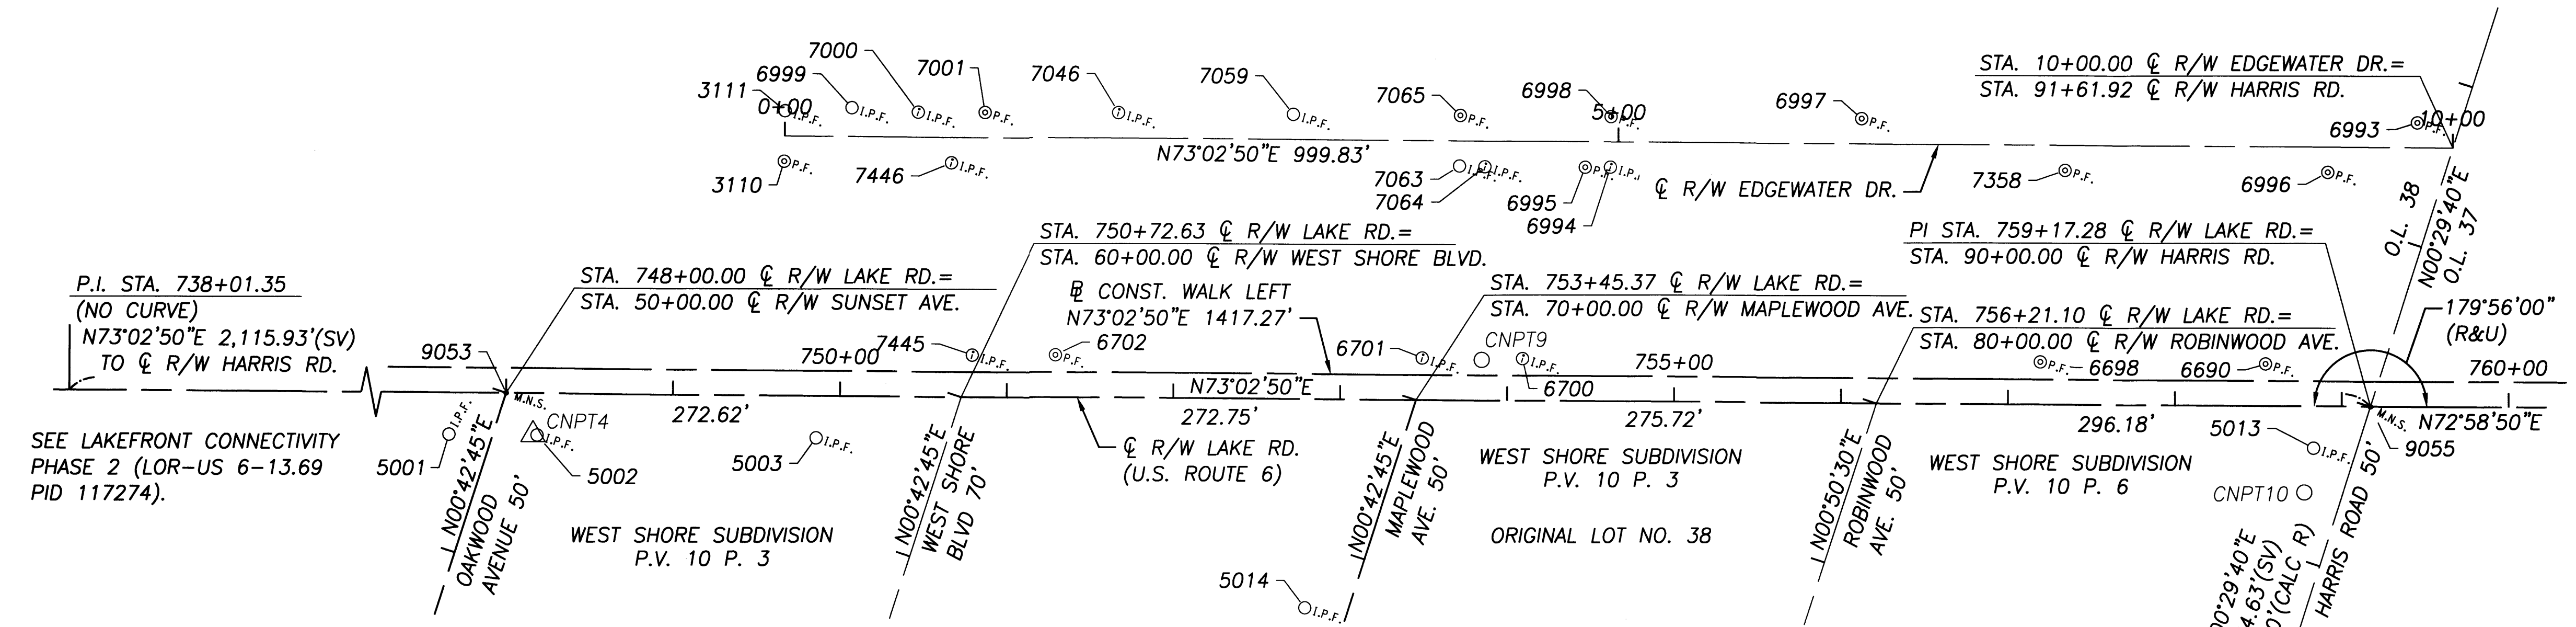 7000
6999
7001
7046
7059
7065
6998
6997
3111
0+00
I.P.F.
I.P.F.
I.P.F.
P.F.
I.P.F.
I.P.F.
P.F.
5+00
P.F.
P.F.
STA. 10+00.00 ℄ R/W EDGEWATER DR.=
STA. 91+61.92 ℄ R/W HARRIS RD.
6993
P.F.
10+00
N73°02'50"E 999.83'
3110
P.F.
7446
I.P.F.
7063
I.P.F.
7064
I.P.F.
6995
P.F.
6994
℄ R/W EDGEWATER DR.
7358
P.F.
6996
P.F.
O.L. 38
N00°29'40"E
O.L. 37
P.I. STA. 738+01.35
(NO CURVE)
N73°02'50"E 2,115.93'(SV)
TO ℄ R/W HARRIS RD.
STA. 748+00.00 ℄ R/W LAKE RD.=
STA. 50+00.00 ℄ R/W SUNSET AVE.
STA. 750+72.63 ℄ R/W LAKE RD.=
STA. 60+00.00 ℄ R/W WEST SHORE BLVD.
BL CONST. WALK LEFT
N73°02'50"E 1417.27'
STA. 753+45.37 ℄ R/W LAKE RD.=
STA. 70+00.00 ℄ R/W MAPLEWOOD AVE.
PI STA. 759+17.28 ℄ R/W LAKE RD.=
STA. 90+00.00 ℄ R/W HARRIS RD.
STA. 756+21.10 ℄ R/W LAKE RD.=
STA. 80+00.00 ℄ R/W ROBINWOOD AVE.
179°56'00"
(R&U)
9053
750+00
7445
I.P.F.
P.F.
6702
6701
I.P.F.
CNPT9
I.P.F.
6700
755+00
P.F.
6698
6690
P.F.
760+00
M.N.S.
272.62'
N73°02'50"E
272.75'
275.72'
296.18'
M.N.S.
N72°58'50"E
SEE LAKEFRONT CONNECTIVITY
PHASE 2 (LOR-US 6-13.69
PID 117274).
5001
I.P.F.
CNPT4
I.P.F.
5002
5003
I.P.F.
℄ R/W LAKE RD.
(U.S. ROUTE 6)
5013
I.P.F.
9055
CNPT10
N00°42'45"E
OAKWOOD
AVENUE 50'
WEST SHORE SUBDIVISION
P.V. 10 P. 3
N00°42'45"E
WEST SHORE
BLVD 70'
N00°42'45"E
MAPLEWOOD
AVE. 50'
WEST SHORE SUBDIVISION
P.V. 10 P. 3
ORIGINAL LOT NO. 38
N00°50'30"E
ROBINWOOD
AVE. 50'
WEST SHORE SUBDIVISION
P.V. 10 P. 6
5014
I.P.F.
HARRIS ROAD 50'